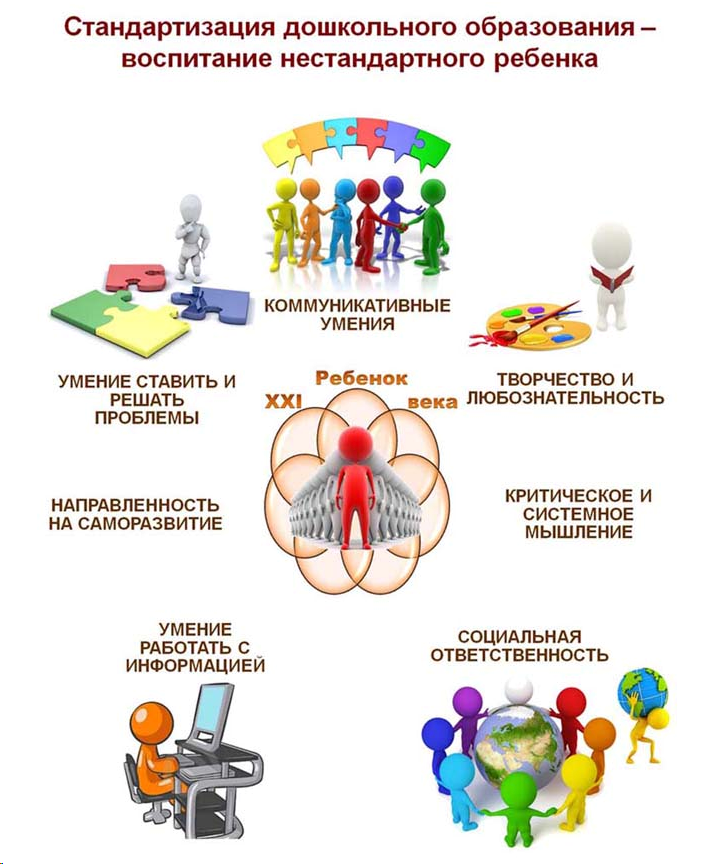 Стандартизация дошкольного образования –
воспитание нестандартного ребенка
КОММУНИКАТИВНЫЕ
УМЕНИЯ
УМЕНИЕ СТАВИТЬ И
РЕШАТЬ
ПРОБЛЕМЫ
ТВОРЧЕСТВО И
ЛЮБОЗНАТЕЛЬНОСТЬ
Ребенок
XXI века
НАПРАВЛЕННОСТЬ
НА САМОРАЗВИТИЕ
КРИТИЧЕСКОЕ И
СИСТЕМНОЕ
МЫШЛЕНИЕ
УМЕНИЕ
РАБОТАТЬ С
ИНФОРМАЦИЕЙ
СОЦИАЛЬНАЯ
ОТВЕТСТВЕННОСТЬ